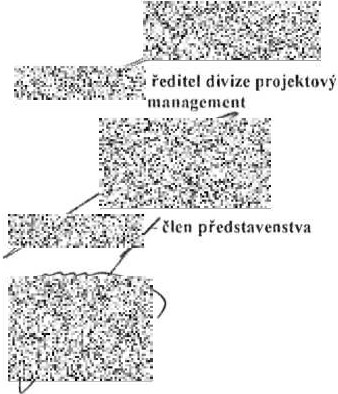 ředitel divize projektový
management
- člen představenstva